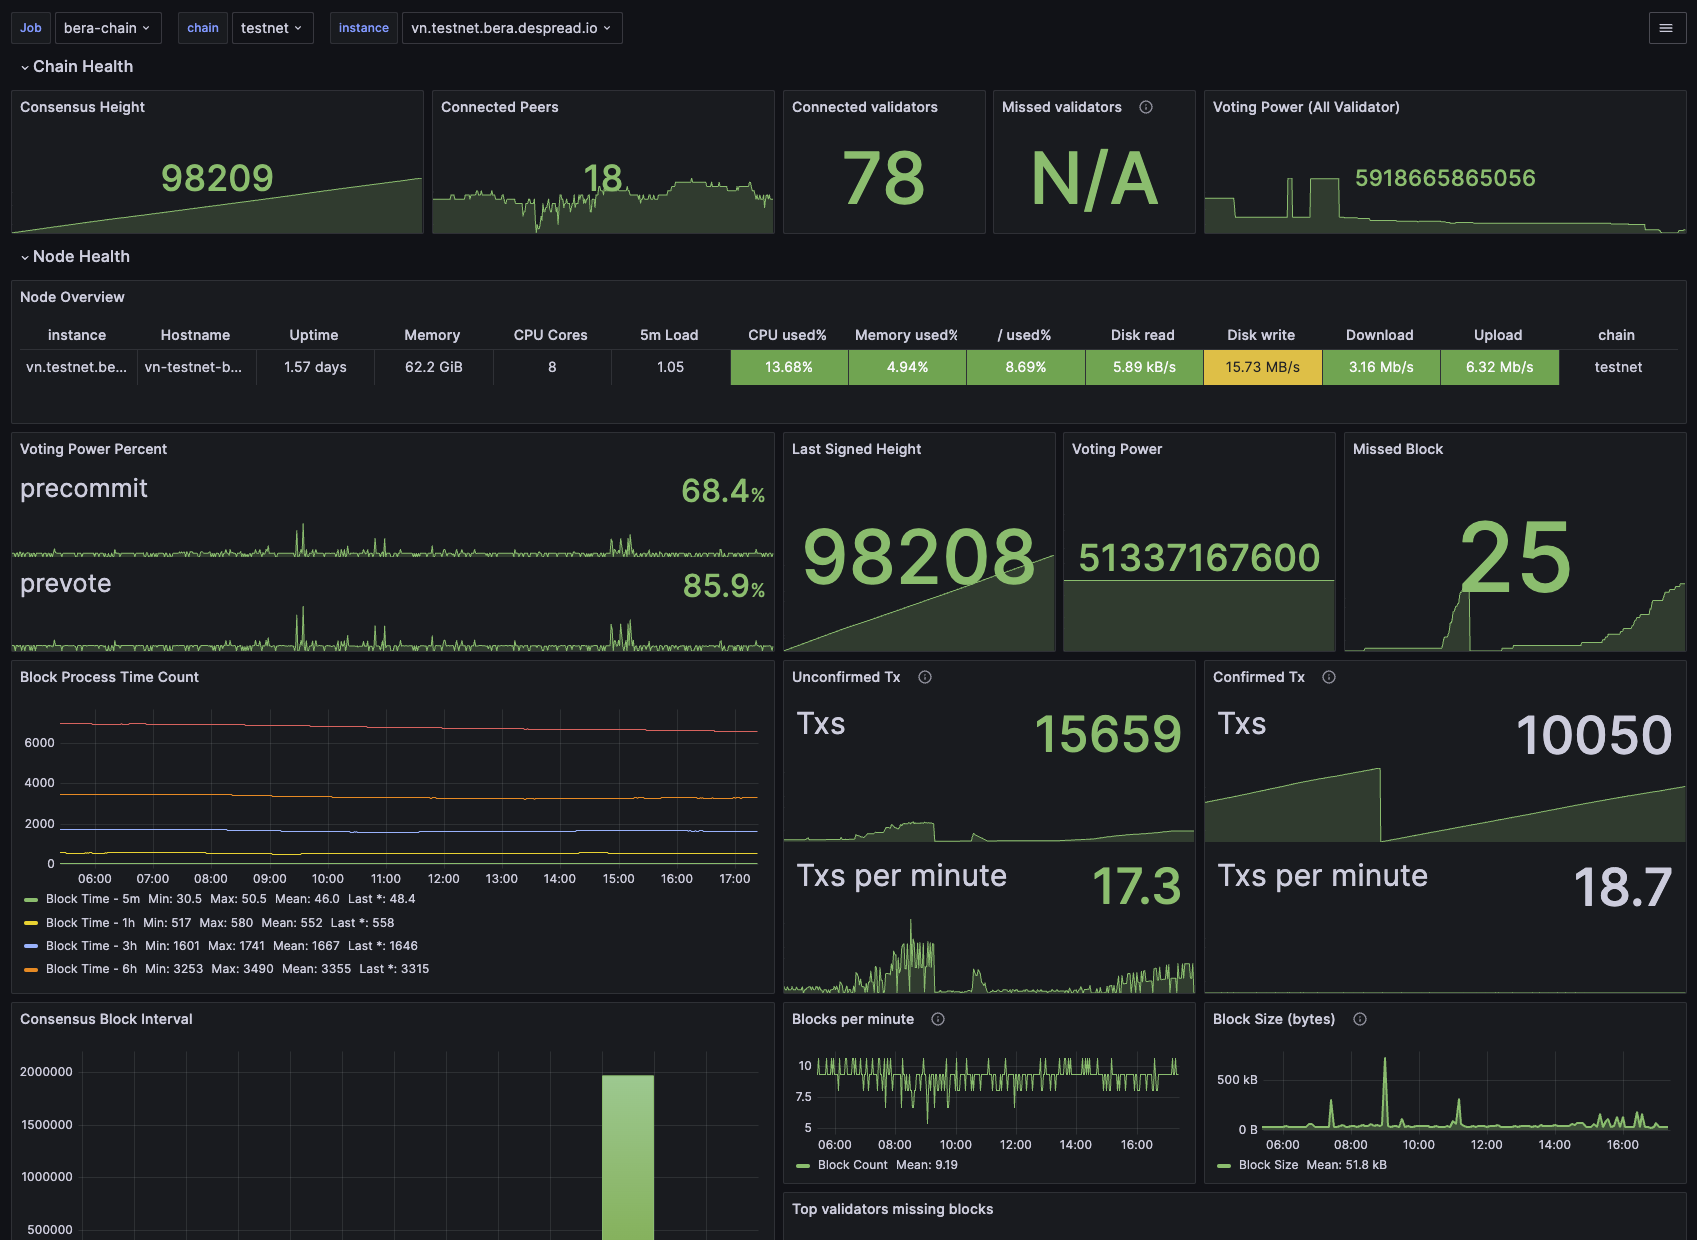 Job bera-chain chain testnet instance vn.testnet.bera.despread.io
Chain Health
Consensus Height
98209
Connected Peers
18
Connected validators
78
Missed validators
N/A
Voting Power (All Validator)
5918665865056
Node Health
Node Overview
instance Hostname Uptime Memory CPU Cores 5m Load CPU used% Memory used% / used% Disk read Disk write Download Upload chain
vn.testnet.be... vn-testnet-b... 1.57 days 62.2 GiB 8 1.05 13.68% 4.94% 8.69% 5.89 kB/s 15.73 MB/s 3.16 Mb/s 6.32 Mb/s testnet
Voting Power Percent
precommit 68.4%
prevote 85.9%
Last Signed Height
98208
Voting Power
51337167600
Missed Block
25
Block Process Time Count
6000
4000
2000
0
06:00 07:00 08:00 09:00 10:00 11:00 12:00 13:00 14:00 15:00 16:00 17:00
Block Time - 5m Min: 30.5 Max: 50.5 Mean: 46.0 Last *: 48.4
Block Time - 1h Min: 517 Max: 580 Mean: 552 Last *: 558
Block Time - 3h Min: 1601 Max: 1741 Mean: 1667 Last *: 1646
Block Time - 6h Min: 3253 Max: 3490 Mean: 3355 Last *: 3315
Unconfirmed Tx
Txs 15659
Txs per minute 17.3
Confirmed Tx
Txs 10050
Txs per minute 18.7
Consensus Block Interval
2000000
1500000
1000000
500000
Blocks per minute
10
7.5
5
06:00 08:00 10:00 12:00 14:00 16:00
Block Count Mean: 9.19
Block Size (bytes)
500 kB
0 B
06:00 08:00 10:00 12:00 14:00 16:00
Block Size Mean: 51.8 kB
Top validators missing blocks